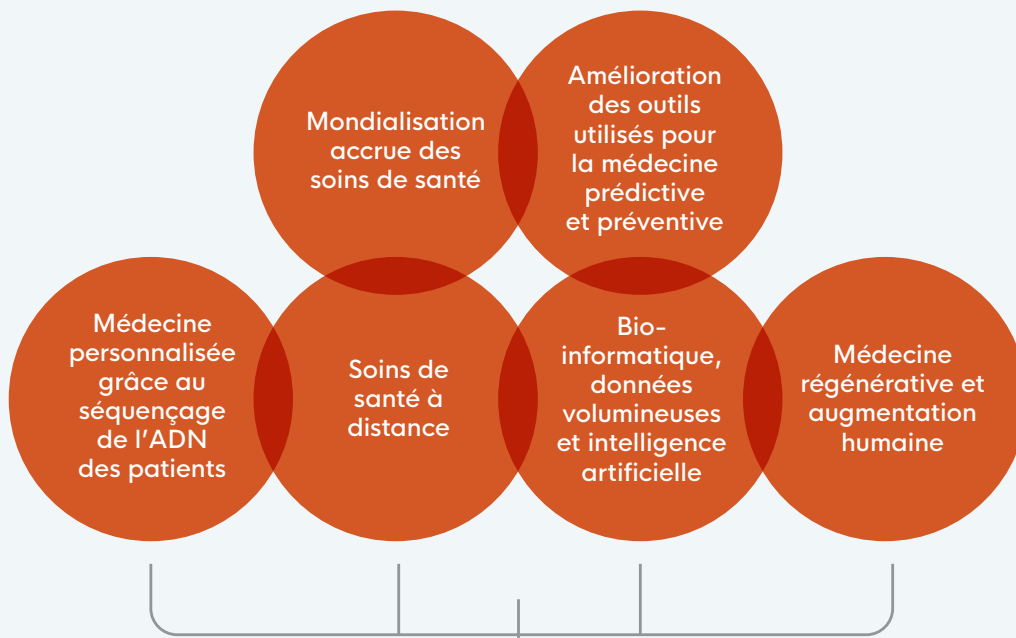 Mondialisation
accrue des
soins de santé
Amélioration
des outils
utilisés pour
la médecine
prédictive
et préventive
Médecine
personnalisée
grâce au
séquençage
de l'ADN
des patients
Soins de
santé à
distance
Bio-
informatique,
données
volumineuses
et intelligence
artificielle
Médecine
régénérative et
augmentation
humaine